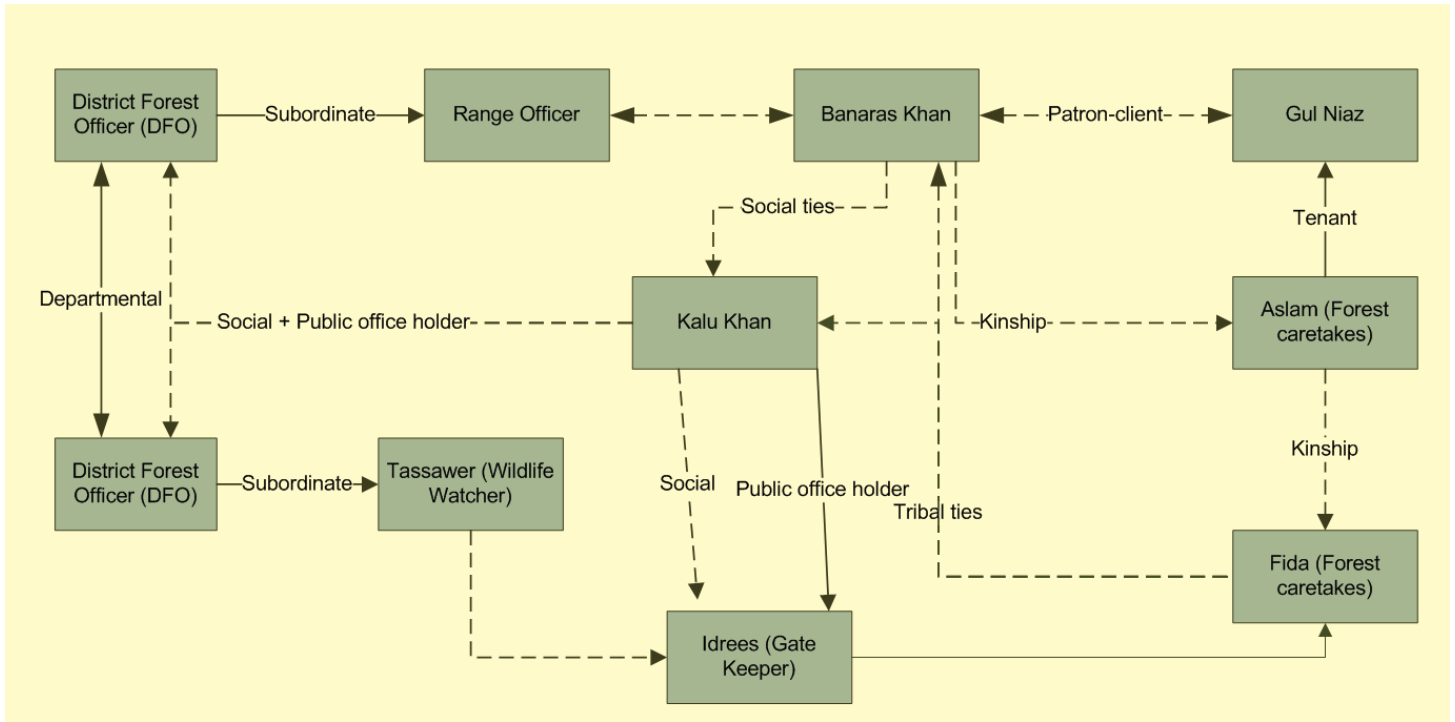 District Forest
Officer (DFO)
Subordinate
Range Officer
Banaras Khan
Patron-client
Gul Niaz
Social ties
Tenant
Departmental
Social + Public office holder
Kalu Khan
Kinship
Aslam (Forest
caretakes)
Kinship
District Forest
Officer (DFO)
Subordinate
Tassawer (Wildlife
Watcher)
Social
Public office holder
Tribal ties
Fida (Forest
caretakes)
Idrees (Gate
Keeper)